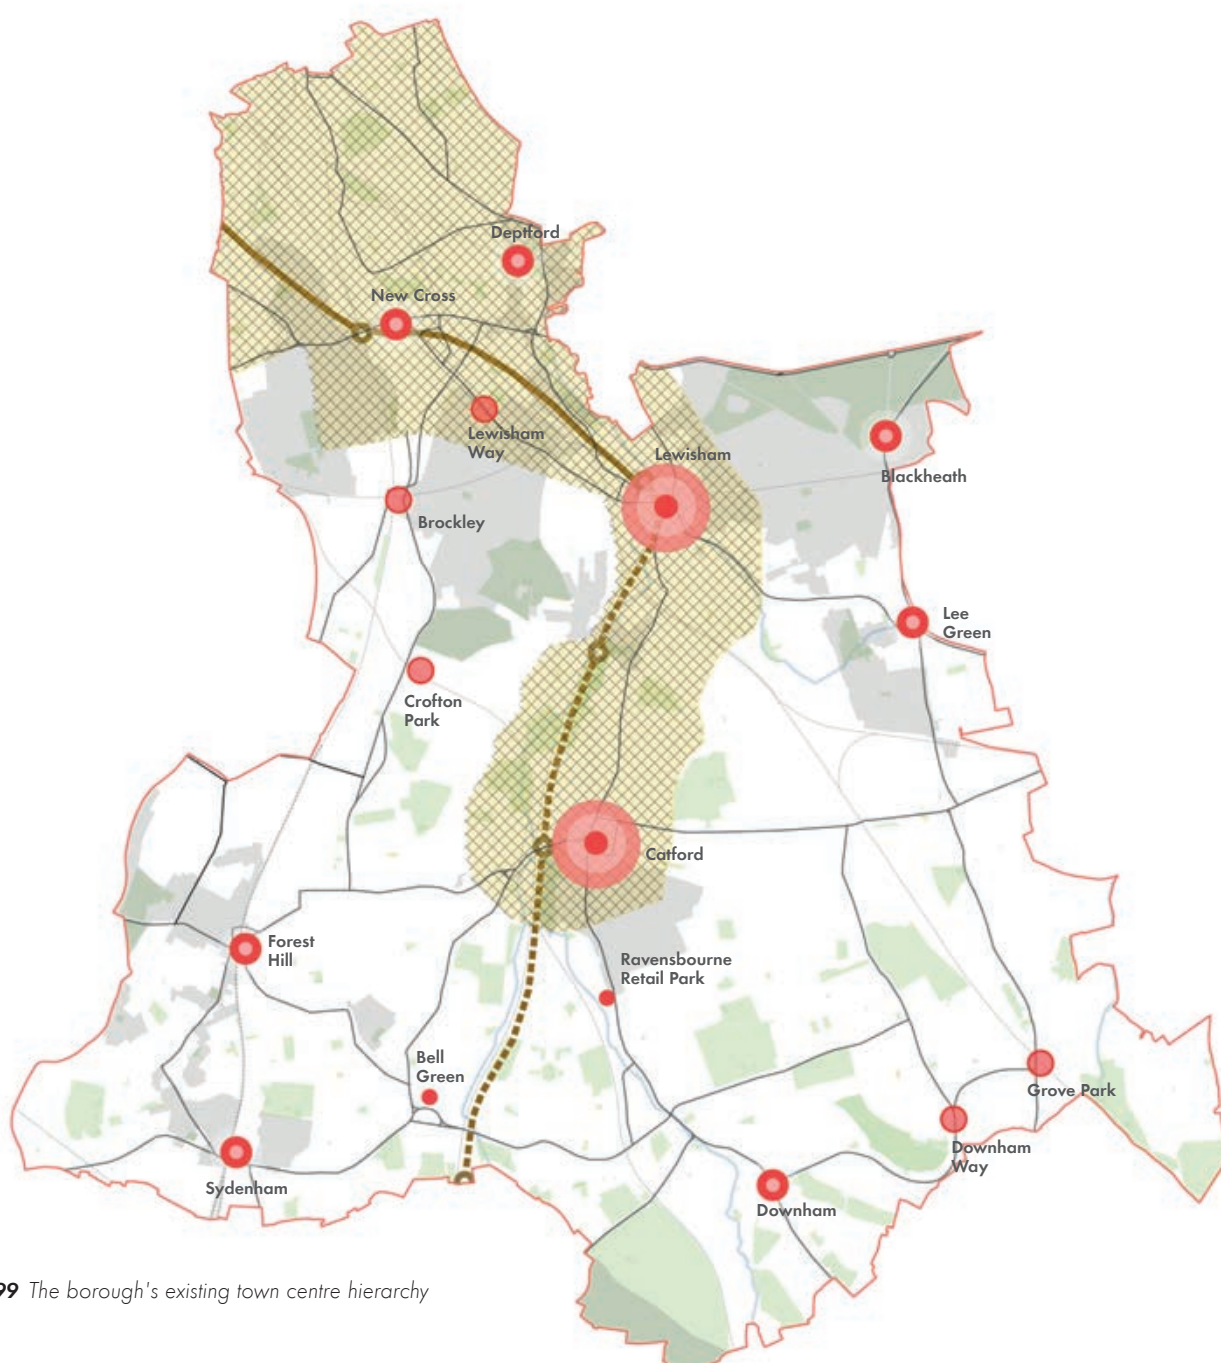 Deptford
New Cross
Lewisham
Way
Lewisham
Blackheath
Brockley
Lee
Green
Crofton
Park
Catford
Forest
Hill
Ravensbourne
Retail Park
Bell
Green
Grove Park
Downham
Way
Sydenham
Downham
99 The borough's existing town centre hierarchy